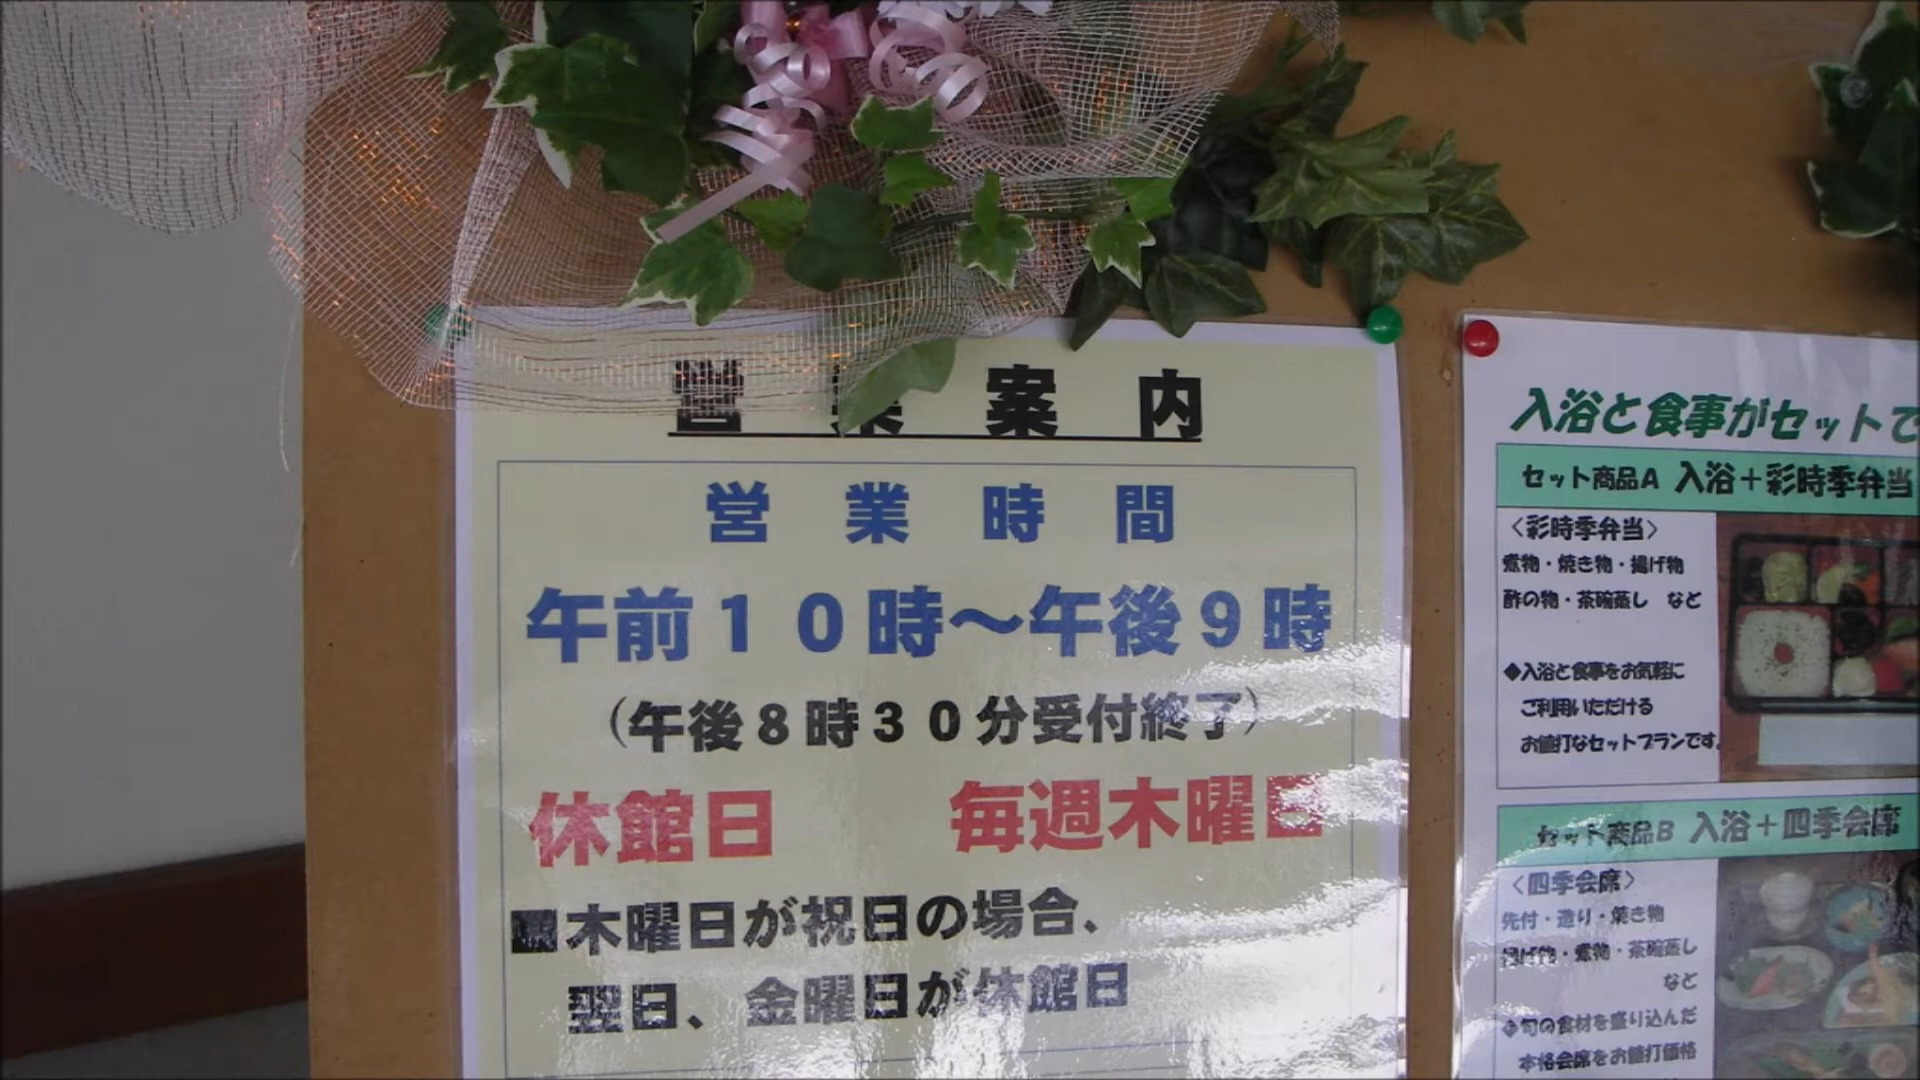 営業案内
営業時間
午前10時～午後9時
（午後8時30分受付終了）
休館日 毎週木曜日
■木曜日が祝日の場合、
翌日、金曜日が休館日
入浴と食事がセットで
セット商品A 入浴＋彩時季弁当
〈彩時季弁当〉
煮物・焼き物・揚げ物
酢の物・茶碗蒸し など
◆入浴と食事をお気軽に
ご利用いただける
お値打なセットプランです。
セット商品B 入浴＋四季会席
〈四季会席〉
先付・造り・焼き物
揚げ物・煮物・茶碗蒸し
など
◆旬の食材を盛り込んだ
本格会席をお値打価格